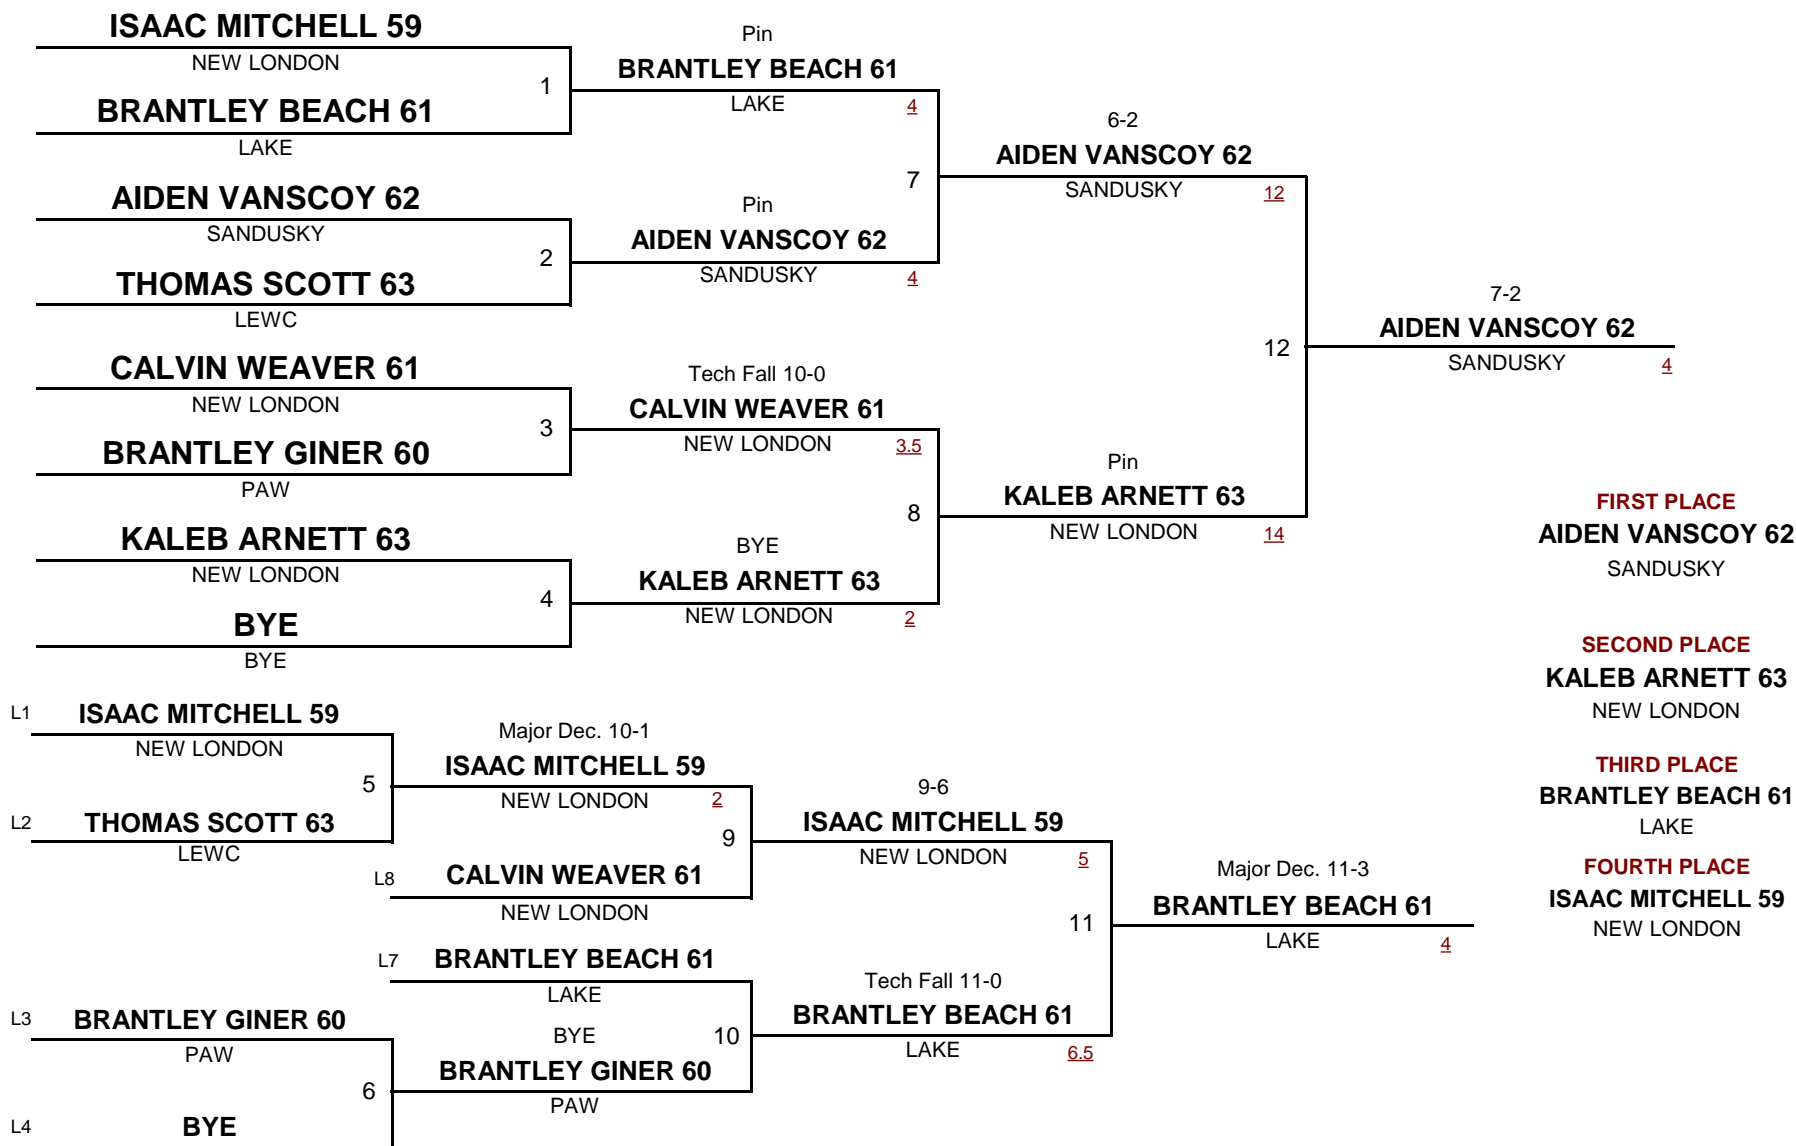 ISAAC MITCHELL 59
NEW LONDON
1
BRANTLEY BEACH 61
LAKE
AIDEN VANSCOY 62
SANDUSKY
2
THOMAS SCOTT 63
LEWC
CALVIN WEAVER 61
NEW LONDON
3
BRANTLEY GINER 60
PAW
KALEB ARNETT 63
NEW LONDON
4
BYE
BYE
Pin
BRANTLEY BEACH 61
LAKE 4
7
Pin
AIDEN VANSCOY 62
SANDUSKY 4
Tech Fall 10-0
CALVIN WEAVER 61
NEW LONDON 3.5
8
BYE
KALEB ARNETT 63
NEW LONDON 2
6-2
AIDEN VANSCOY 62
SANDUSKY 12
12
Pin
KALEB ARNETT 63
NEW LONDON 14
7-2
AIDEN VANSCOY 62
SANDUSKY 4
FIRST PLACE
AIDEN VANSCOY 62
SANDUSKY
SECOND PLACE
KALEB ARNETT 63
NEW LONDON
THIRD PLACE
BRANTLEY BEACH 61
LAKE
FOURTH PLACE
ISAAC MITCHELL 59
NEW LONDON
L1 ISAAC MITCHELL 59
NEW LONDON
5
L2 THOMAS SCOTT 63
LEWC
Major Dec. 10-1
ISAAC MITCHELL 59
NEW LONDON 2
9
L8 CALVIN WEAVER 61
NEW LONDON
L7 BRANTLEY BEACH 61
LAKE
L3 BRANTLEY GINER 60
PAW
6
L4 BYE
BYE
10
BRANTLEY GINER 60
PAW
9-6
ISAAC MITCHELL 59
NEW LONDON 5
11
Tech Fall 11-0
BRANTLEY BEACH 61
LAKE 6.5
Major Dec. 11-3
BRANTLEY BEACH 61
LAKE 4